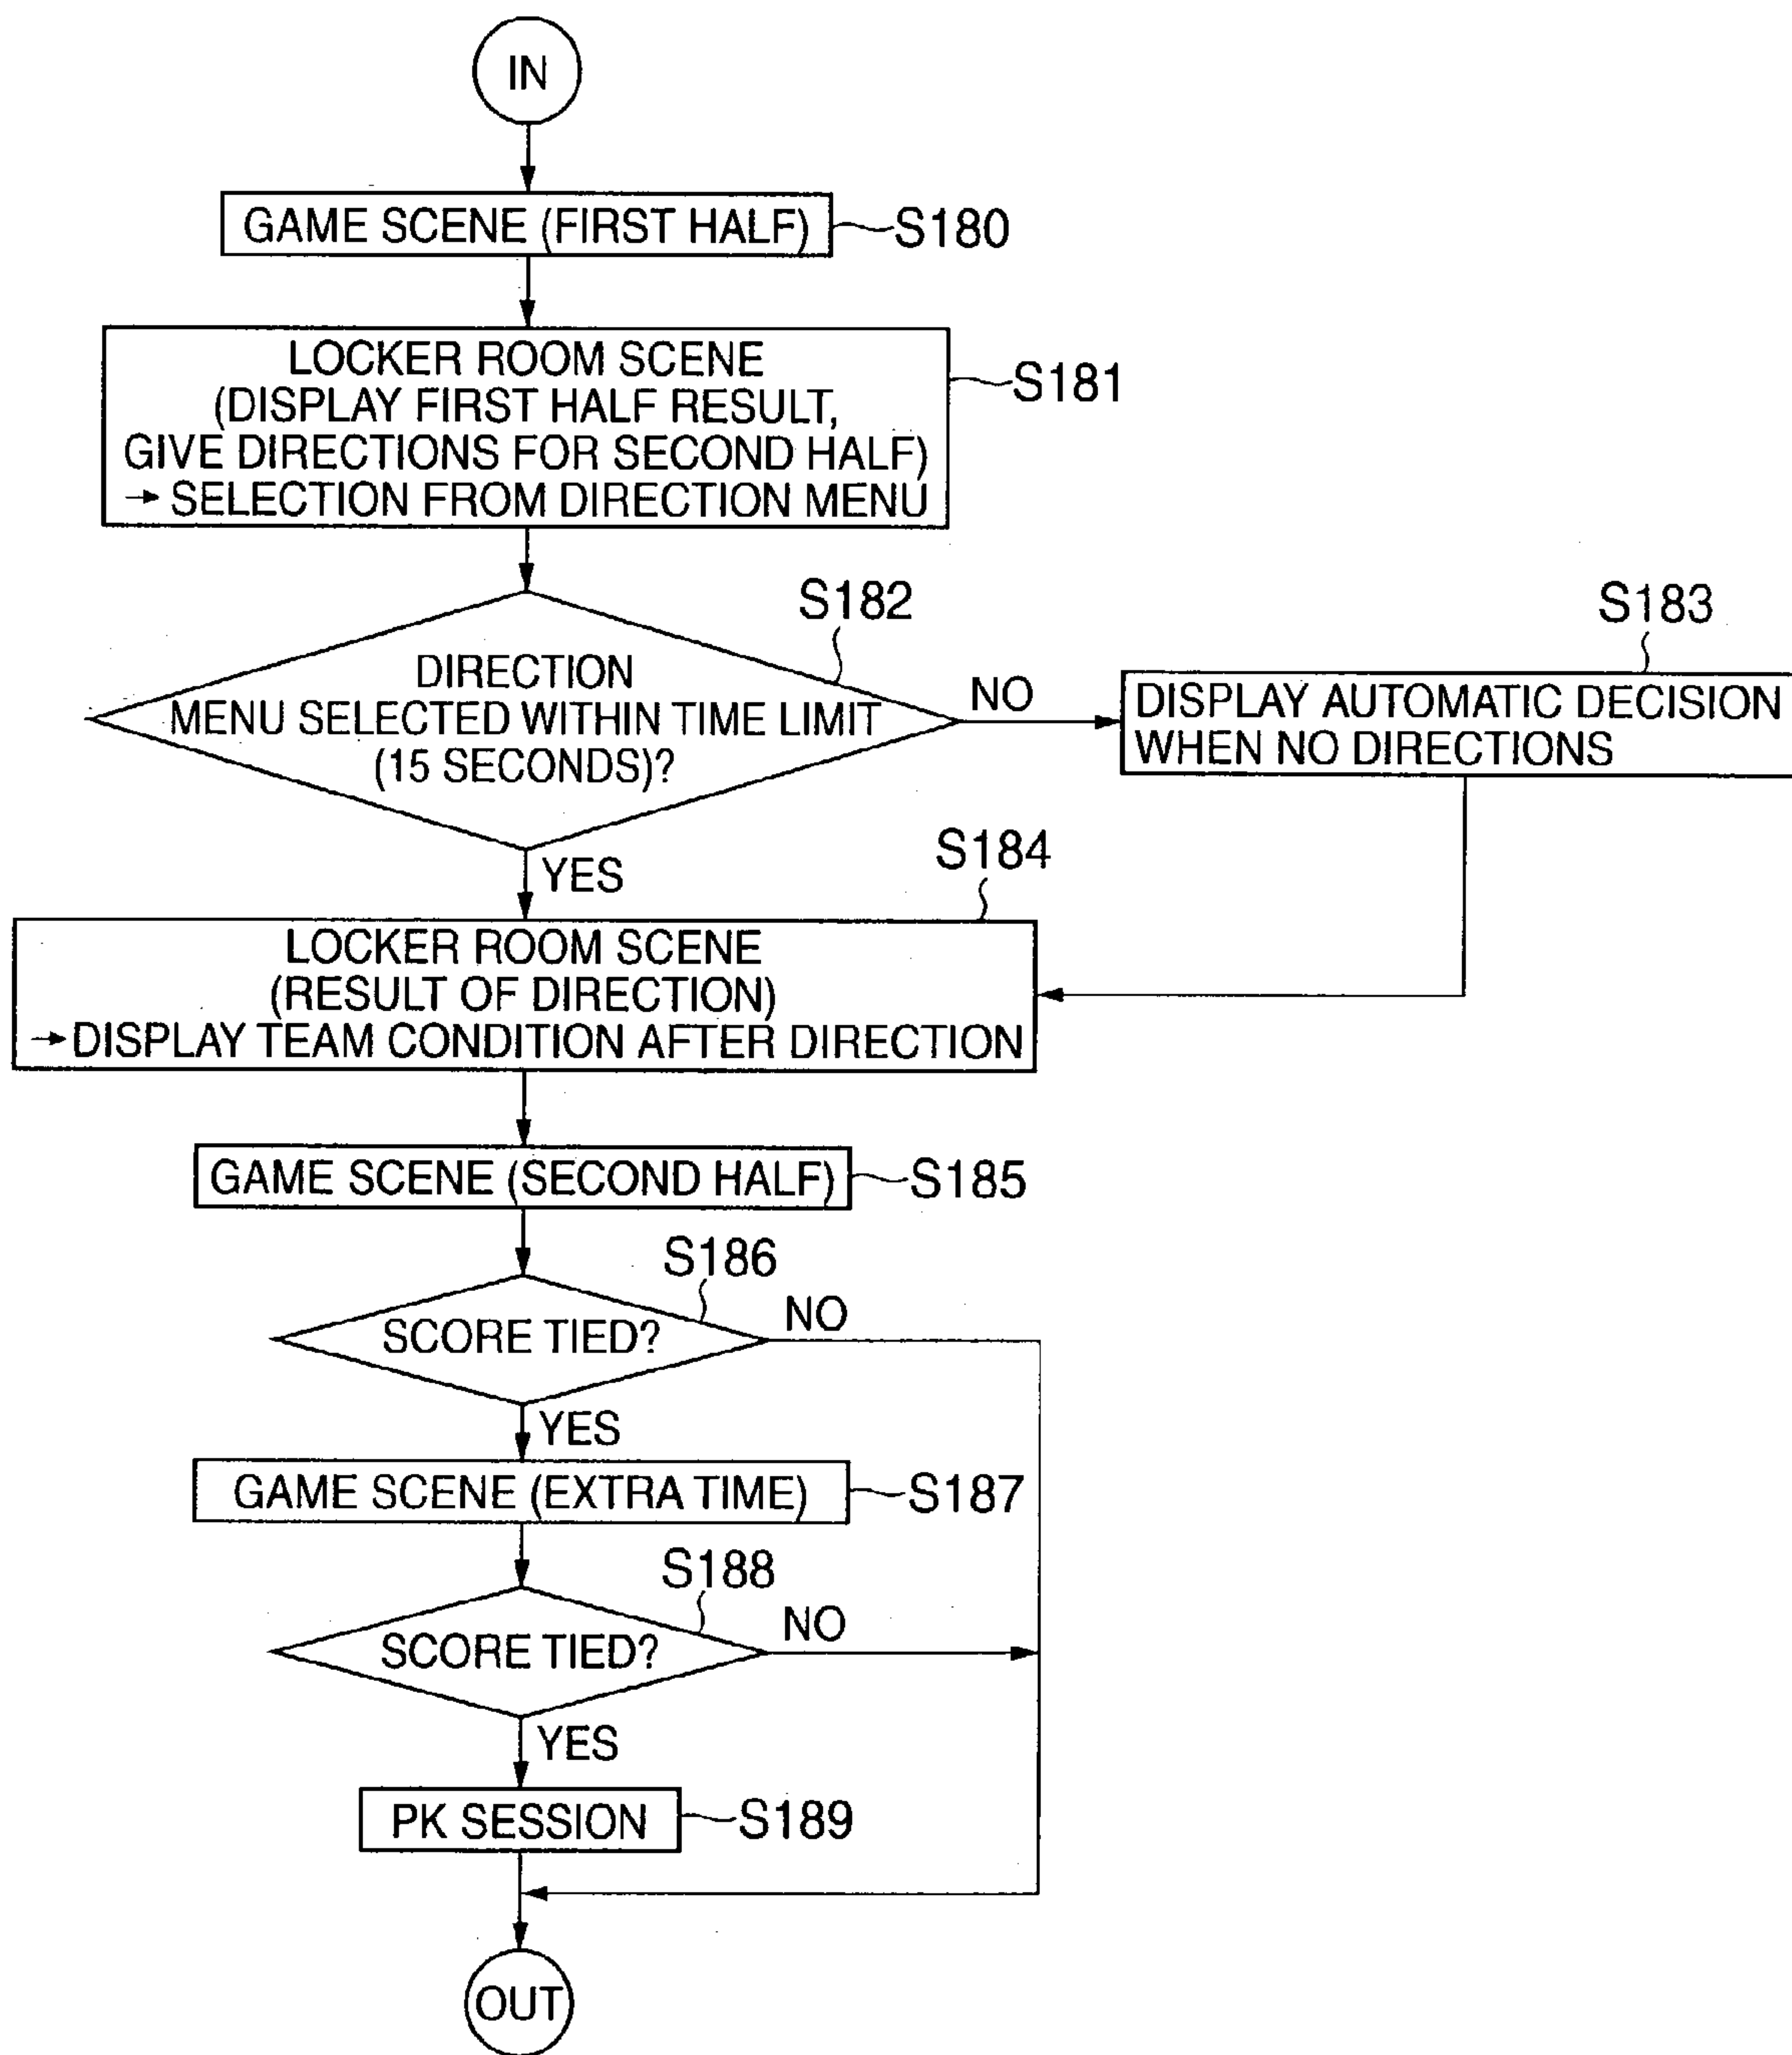 IN
GAME SCENE (FIRST HALF)
S180
LOCKER ROOM SCENE
(DISPLAY FIRST HALF RESULT,
GIVE DIRECTIONS FOR SECOND HALF)
→ SELECTION FROM DIRECTION MENU
S181
S182
DIRECTION
MENU SELECTED WITHIN TIME LIMIT
(15 SECONDS)?
NO
S183
DISPLAY AUTOMATIC DECISION
WHEN NO DIRECTIONS
YES
S184
LOCKER ROOM SCENE
(RESULT OF DIRECTION)
→ DISPLAY TEAM CONDITION AFTER DIRECTION
GAME SCENE (SECOND HALF)
S185
S186
SCORE TIED?
NO
YES
GAME SCENE (EXTRA TIME)
S187
S188
SCORE TIED?
NO
YES
PK SESSION
S189
OUT